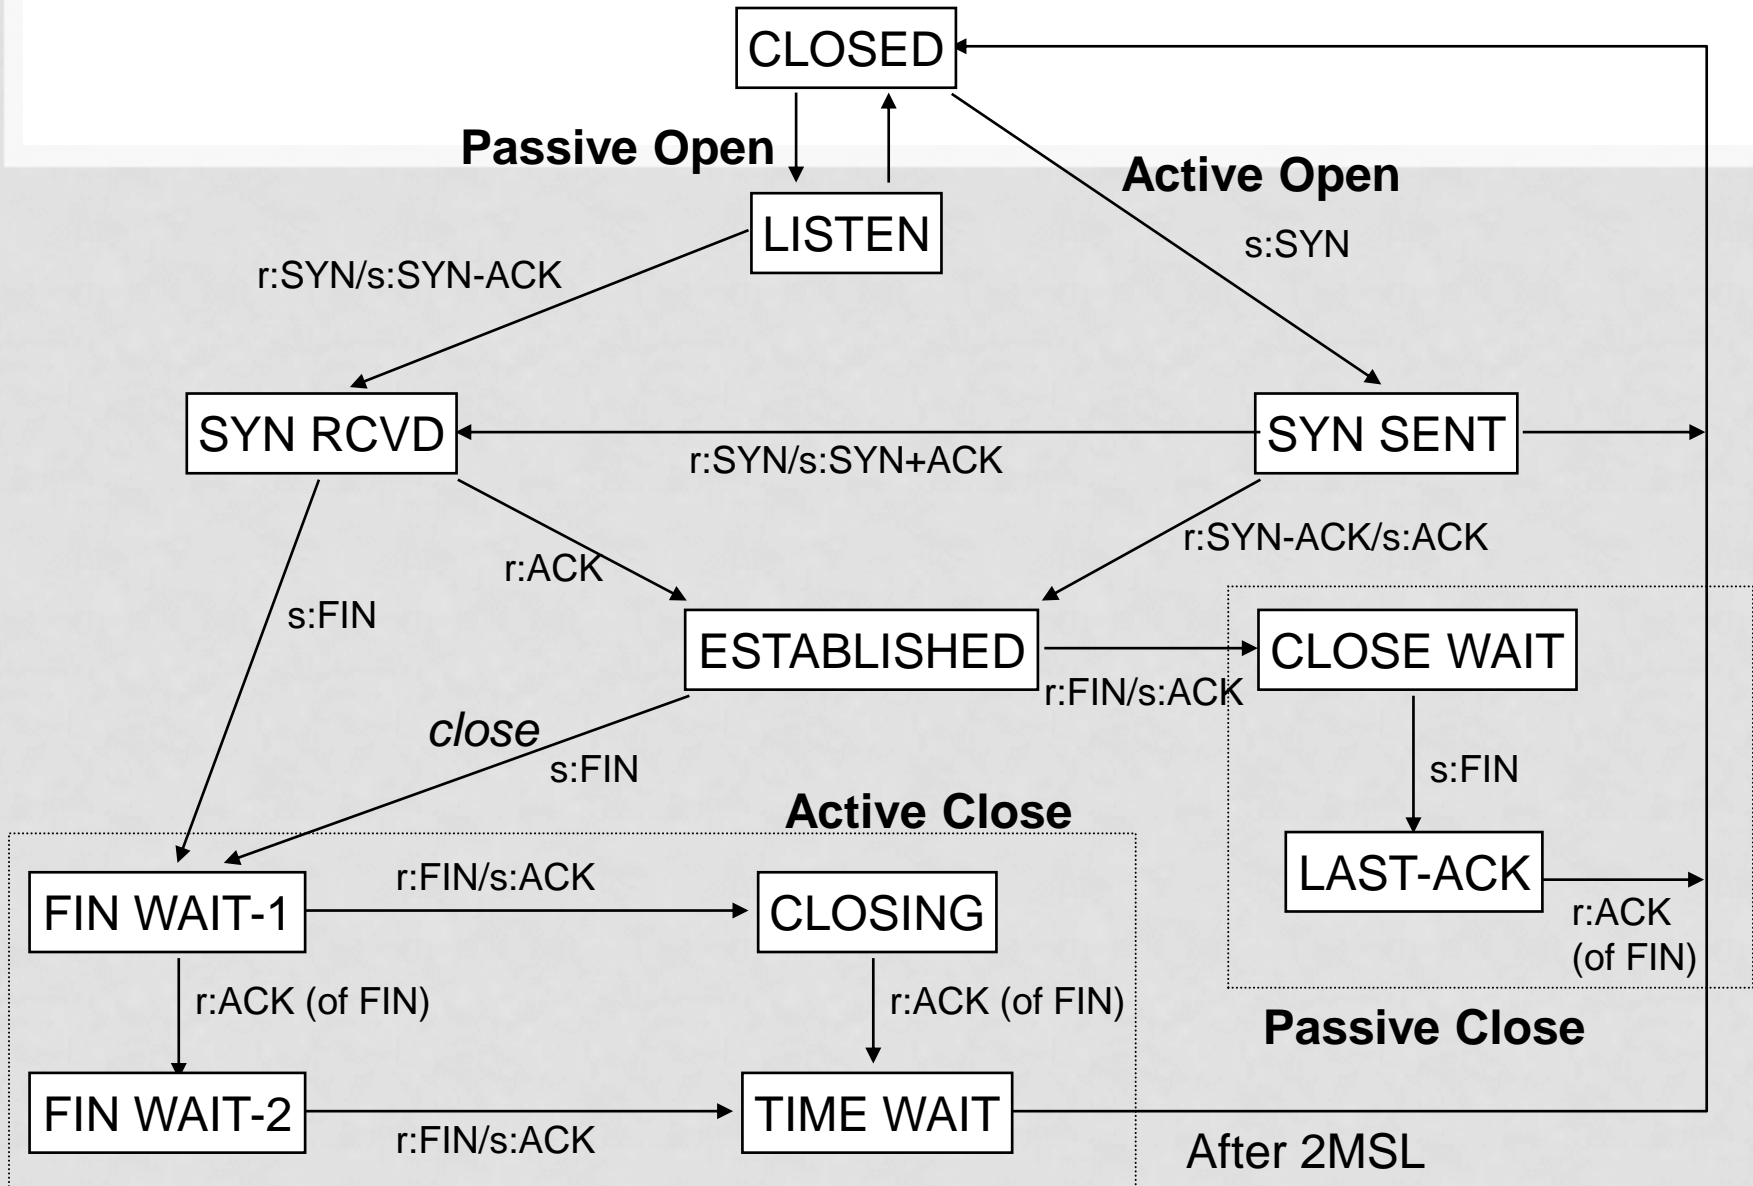 CLOSED
Passive Open
Active Open
LISTEN
s:SYN
r:SYN/s:SYN-ACK
SYN RCVD
SYN SENT
r:SYN/s:SYN+ACK
r:SYN-ACK/s:ACK
r:ACK
s:FIN
ESTABLISHED
CLOSE WAIT
r:FIN/s:ACK
close
s:FIN
s:FIN
Active Close
r:FIN/s:ACK
LAST-ACK
FIN WAIT-1
CLOSING
r:ACK
(of FIN)
r:ACK (of FIN)
r:ACK (of FIN)
Passive Close
FIN WAIT-2
TIME WAIT
r:FIN/s:ACK
After 2MSL